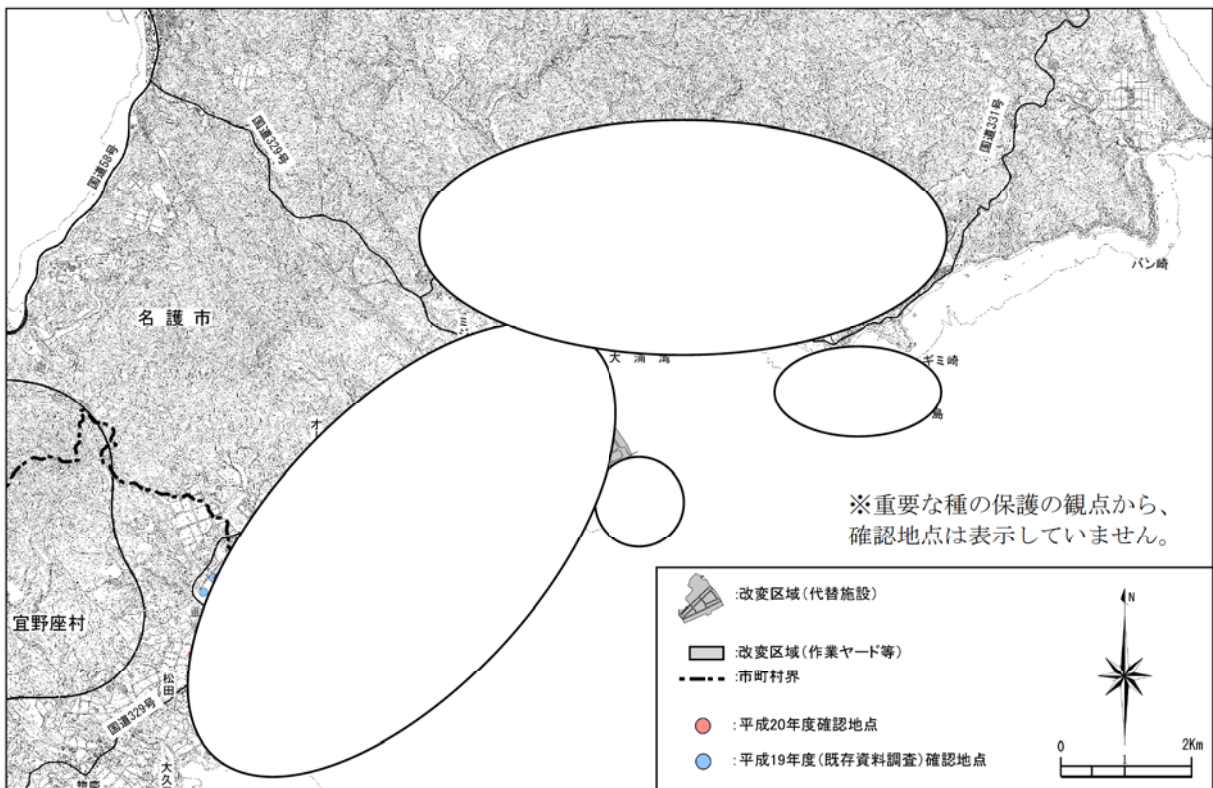 国道58号
国道329号
国道331号
バン崎
名護市
ミジ
大浦湾
ギミ崎
島
オー
※重要な種の保護の観点から、
確認地点は表示していません。
宜野座村
松田
国道329号
大久
:改変区域(代替施設)
:改変区域(作業ヤード等)
:市町村界
:平成20年度確認地点
:平成19年度(既存資料調査)確認地点
N
0 2Km